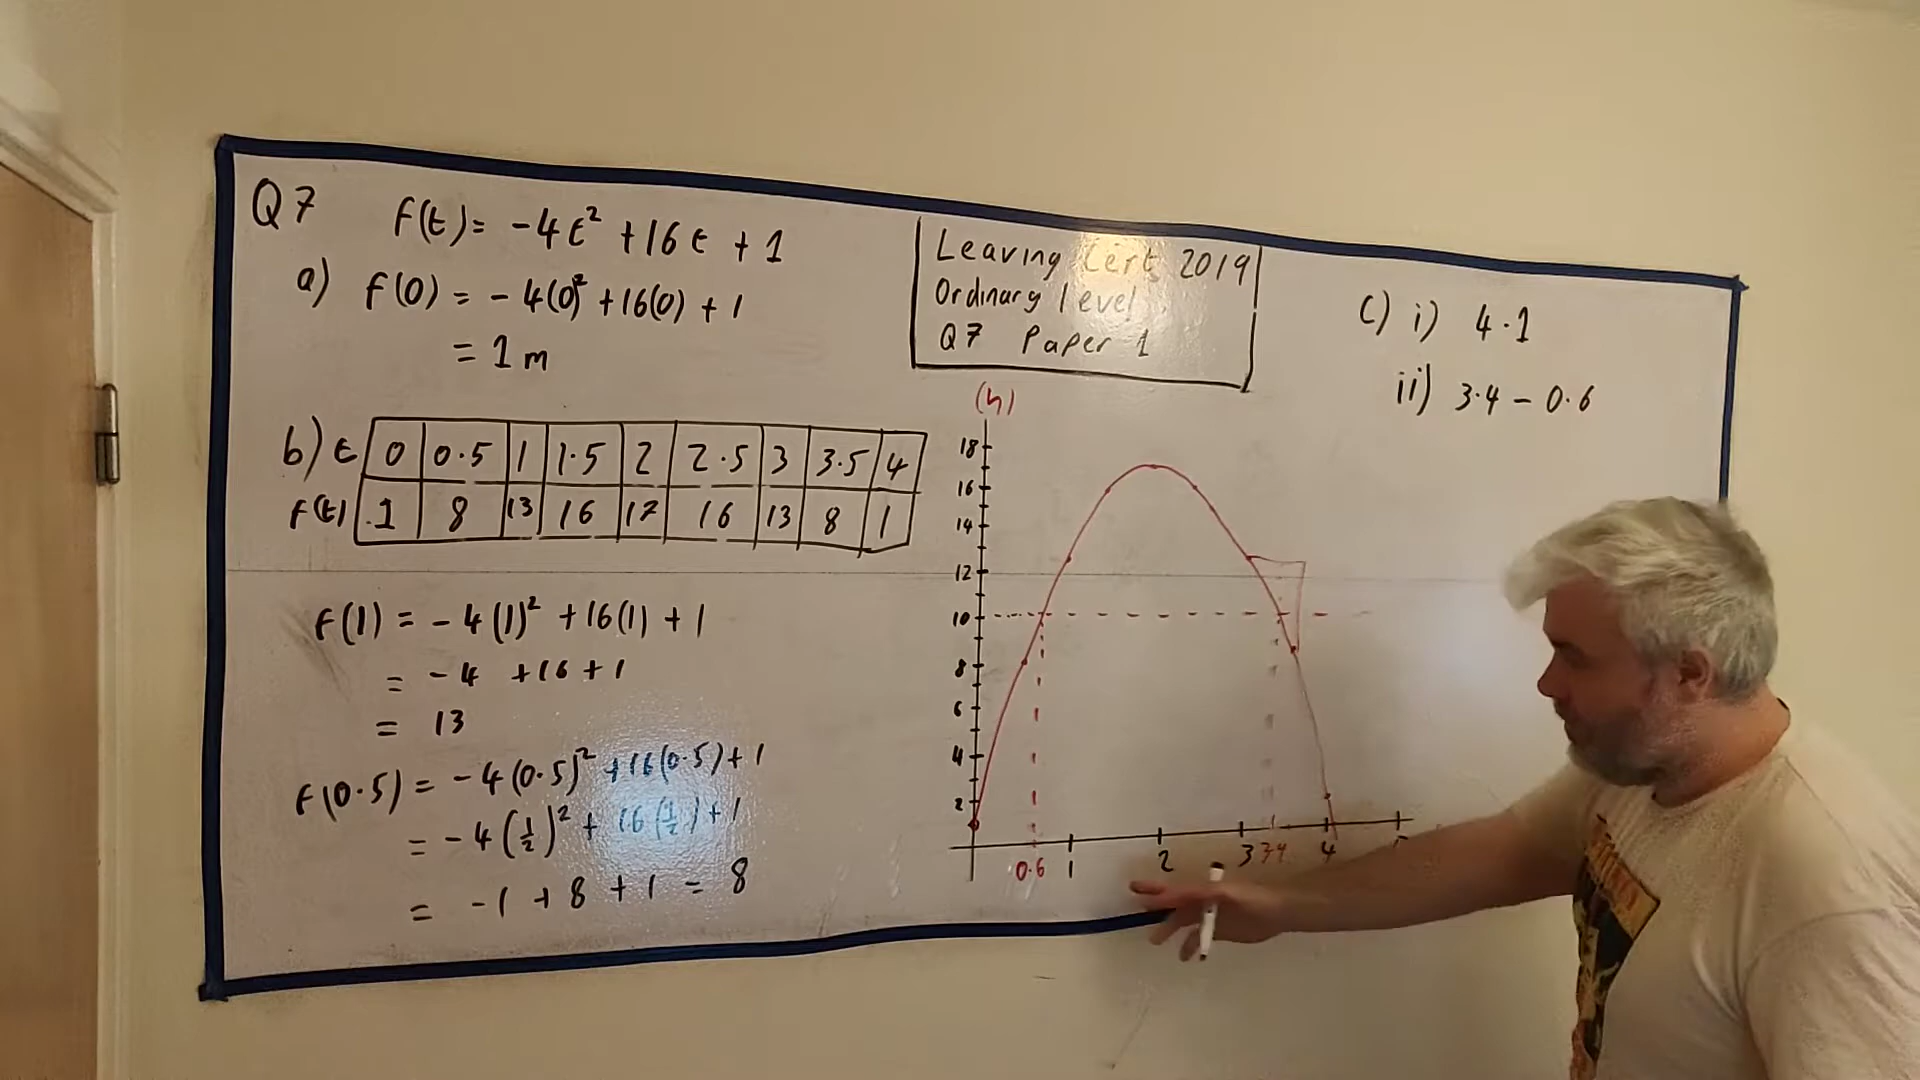 Q7 f(t) = -4t² + 16t + 1
a) f(0) = -4(0)² + 16(0) + 1
= 1m
Leaving Cert 2019
Ordinary level
Q7 Paper 1
b) t 0 0.5 1 1.5 2 2.5 3 3.5 4
f(t) 1 8 13 16 17 16 13 8 1
f(1) = -4(1)² + 16(1) + 1
= -4 + 16 + 1
= 13
f(0.5) = -4(0.5)² + 16(0.5) + 1
= -4(1/2)² + 16(1/2) + 1
= -1 + 8 + 1 = 8
(h)
18
16
14
12
10
8
6
4
2
0.6 1 2 3 3.4 4
c) i) 4.1
ii) 3.4 - 0.6